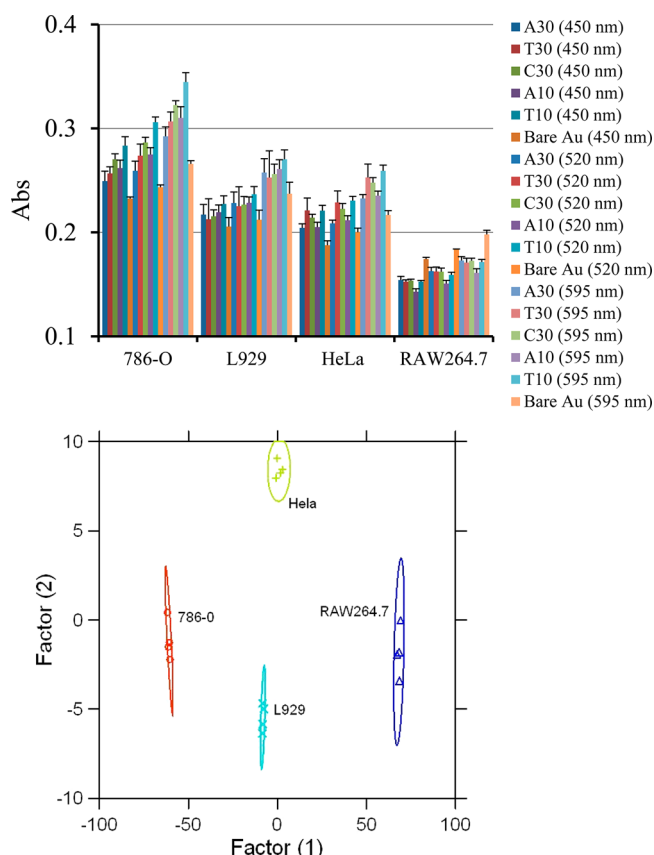 0.4
0.3
0.2
0.1
Abs
786-O
L929
HeLa
RAW264.7
A30 (450 nm)
T30 (450 nm)
C30 (450 nm)
A10 (450 nm)
T10 (450 nm)
Bare Au (450 nm)
A30 (520 nm)
T30 (520 nm)
C30 (520 nm)
A10 (520 nm)
T10 (520 nm)
Bare Au (520 nm)
A30 (595 nm)
T30 (595 nm)
C30 (595 nm)
A10 (595 nm)
T10 (595 nm)
Bare Au (595 nm)
10
5
0
-5
-10
Factor (2)
Hela
786-0
RAW264.7
L929
-100
-50
0
50
100
Factor (1)